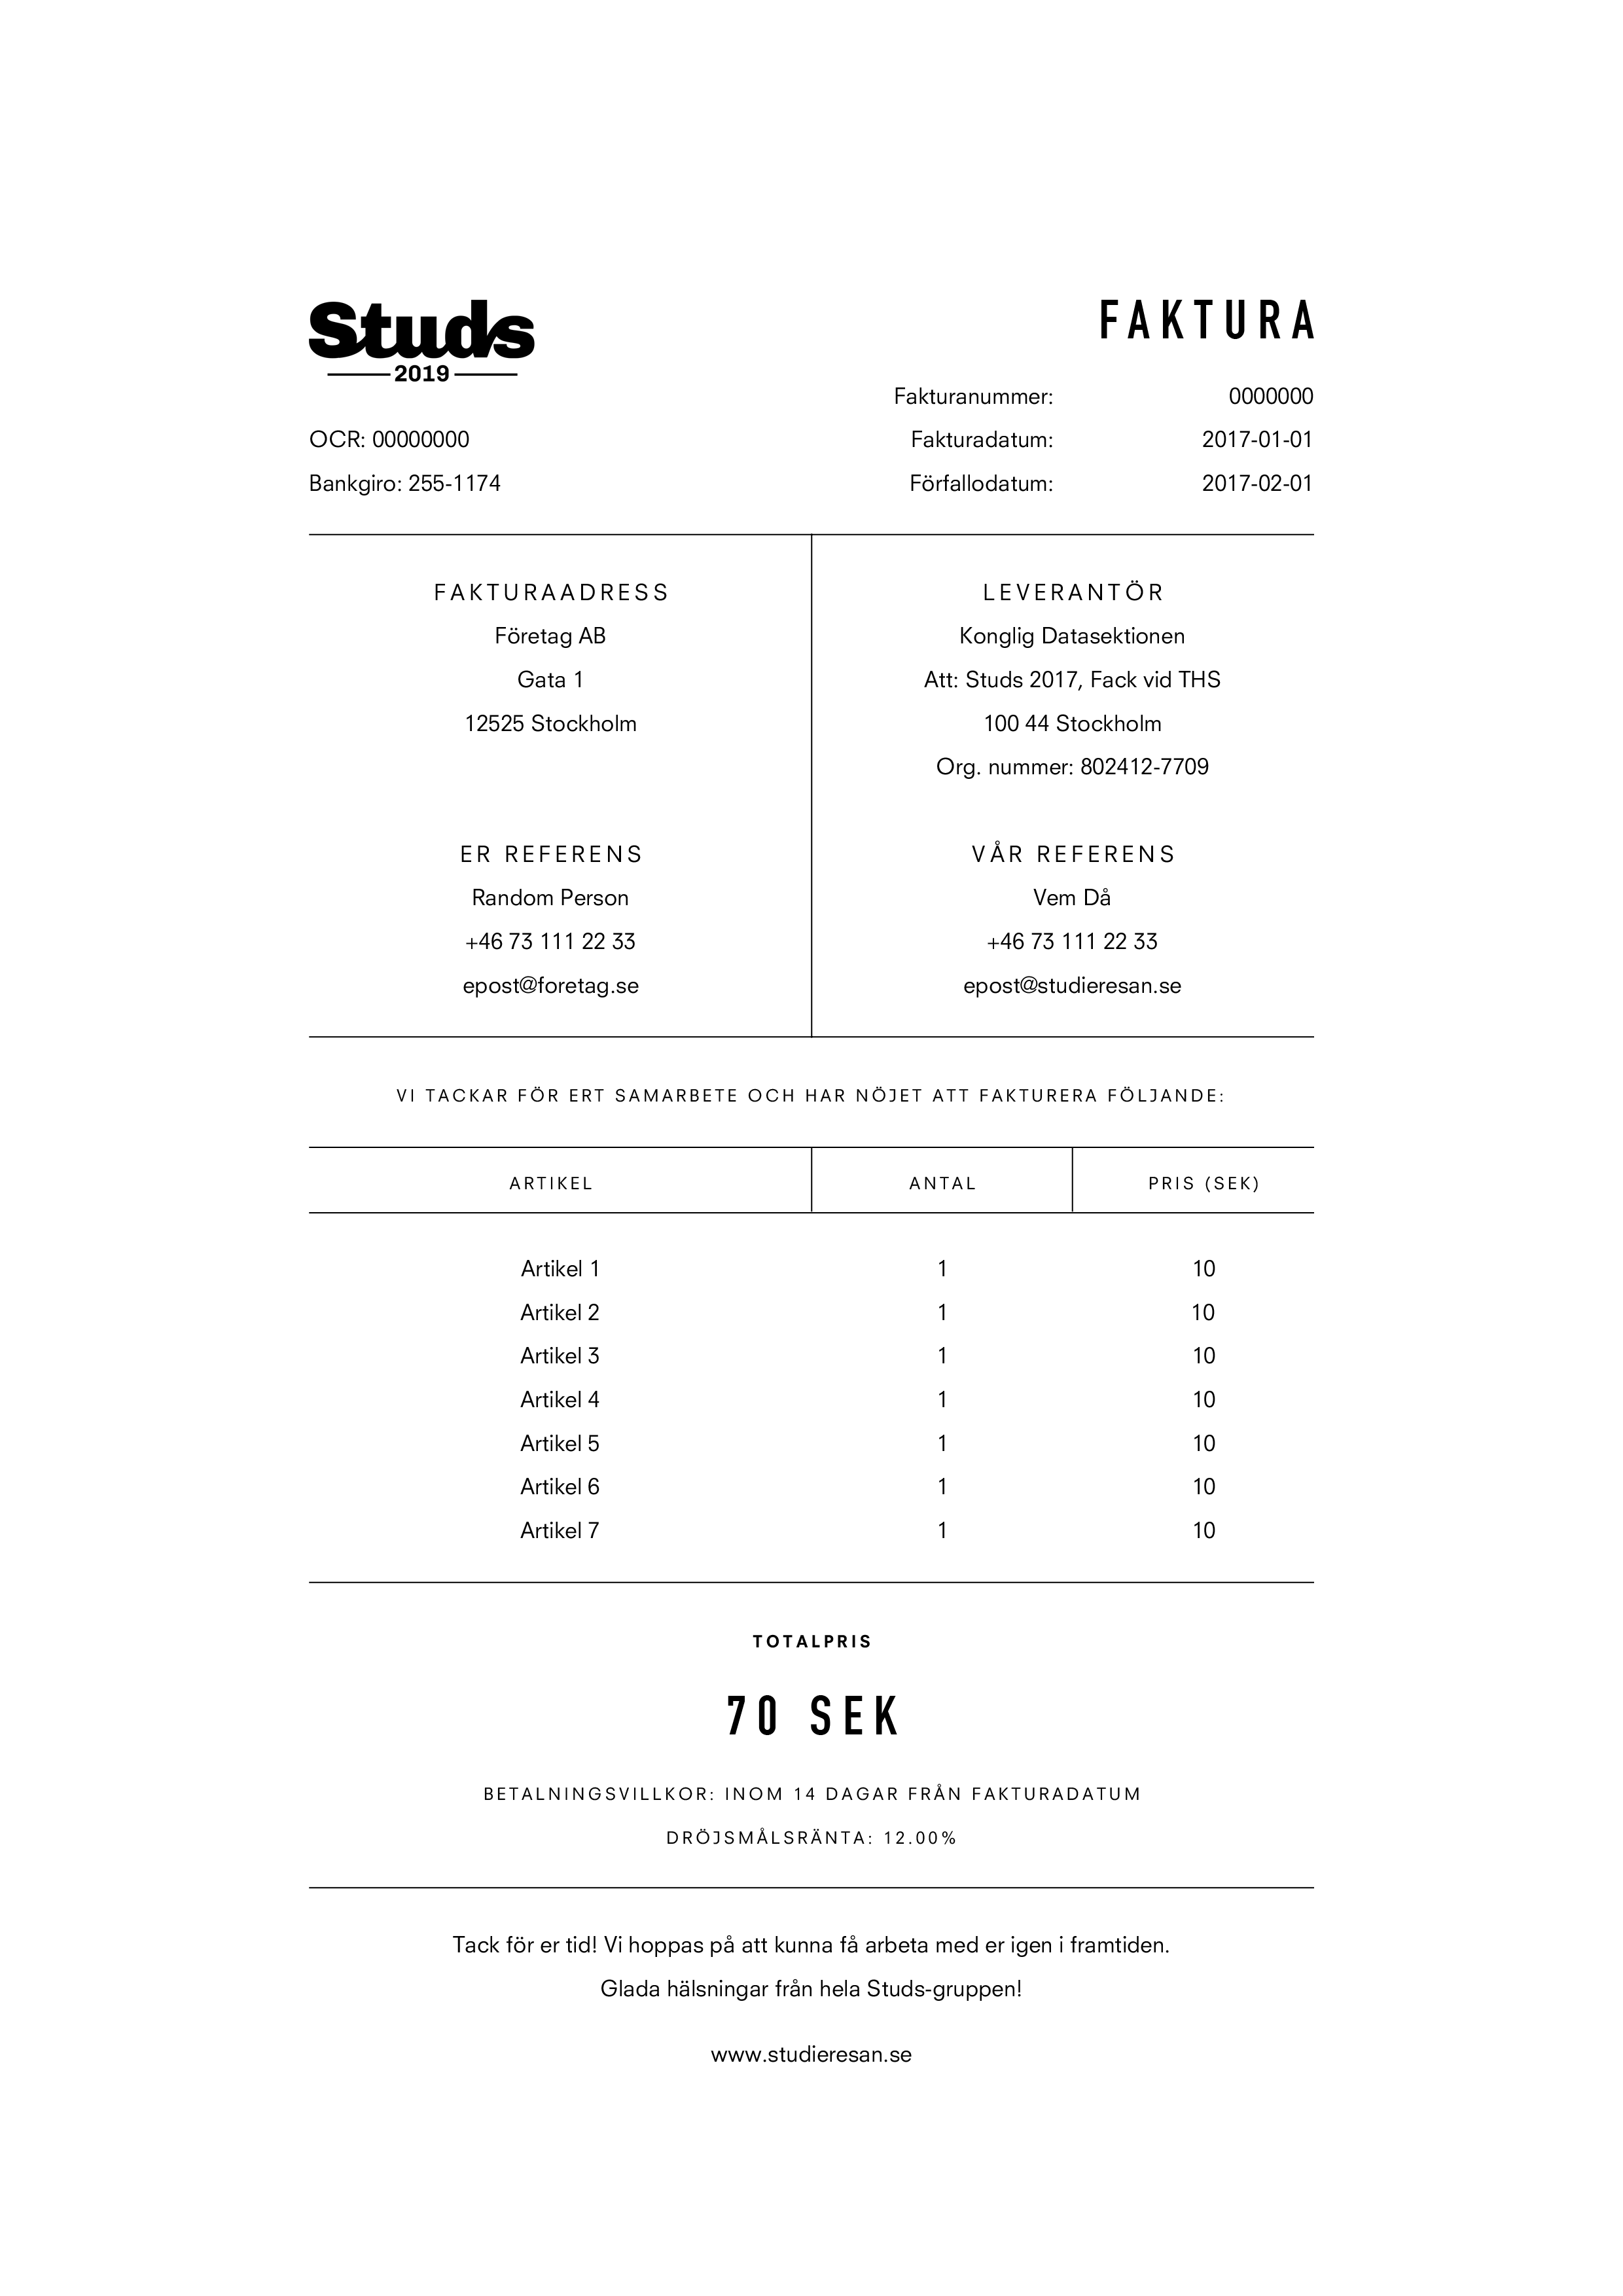 Studs
2019
FAKTURA
Fakturanummer: 0000000
OCR: 00000000
Fakturadatum: 2017-01-01
Bankgiro: 255-1174
Förfallodatum: 2017-02-01
FAKTURAADRESS
Företag AB
Gata 1
12525 Stockholm
LEVERANTÖR
Konglig Datasektionen
Att: Studs 2017, Fack vid THS
100 44 Stockholm
Org. nummer: 802412-7709
ER REFERENS
Random Person
+46 73 111 22 33
epost@foretag.se
VÅR REFERENS
Vem Då
+46 73 111 22 33
epost@studieresan.se
VI TACKAR FÖR ERT SAMARBETE OCH HAR NÖJET ATT FAKTURERA FÖLJANDE:
ARTIKEL ANTAL PRIS (SEK)
Artikel 1 1 10
Artikel 2 1 10
Artikel 3 1 10
Artikel 4 1 10
Artikel 5 1 10
Artikel 6 1 10
Artikel 7 1 10
TOTALPRIS
70 SEK
BETALNINGSVILLKOR: INOM 14 DAGAR FRÅN FAKTURADATUM
DRÖJSMÅLSRÄNTA: 12.00%
Tack för er tid! Vi hoppas på att kunna få arbeta med er igen i framtiden.
Glada hälsningar från hela Studs-gruppen!
www.studieresan.se